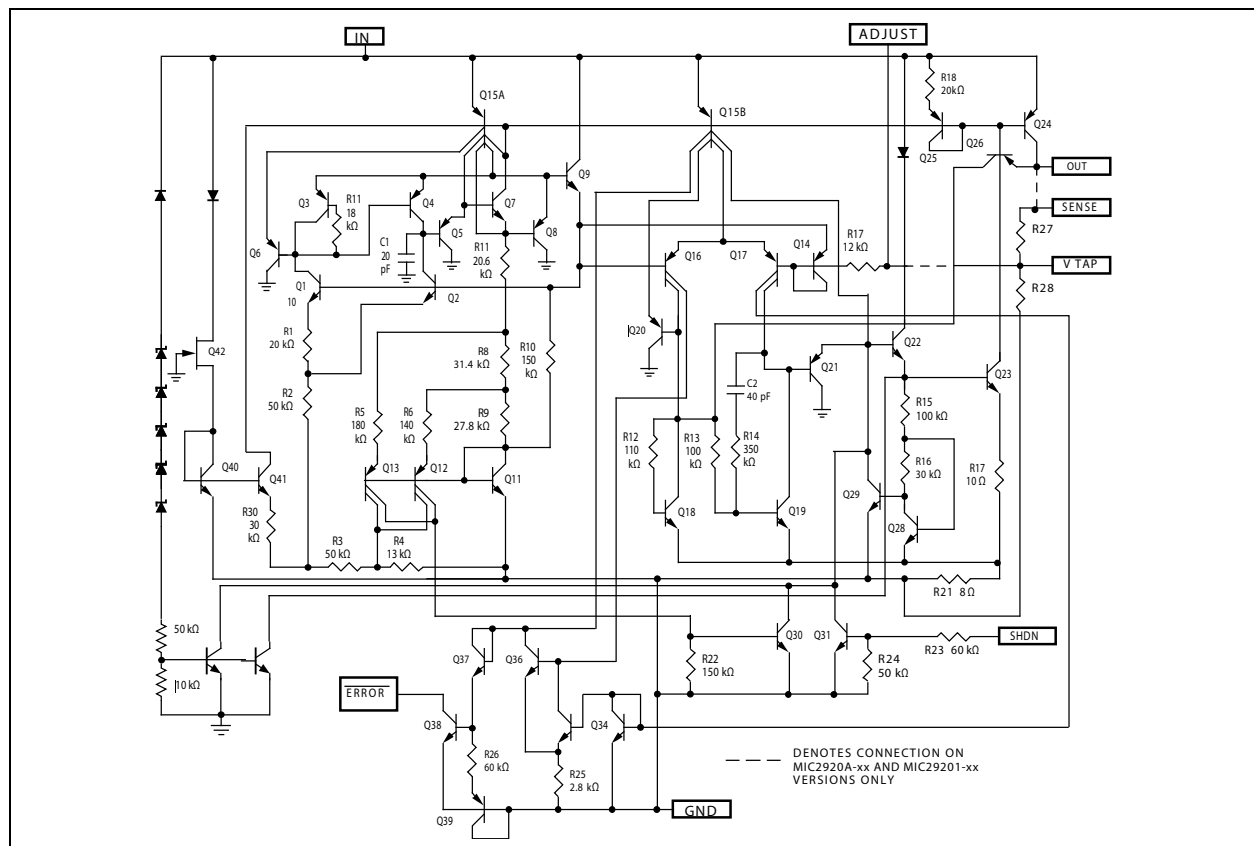 IN
ADJUST
R18
20kΩ
Q15A
Q15B
Q24
Q26
Q25
OUT
Q9
Q3
R11
18
kΩ
Q4
Q7
SENSE
Q5
Q8
R17
12 kΩ
Q14
R27
Q6
C1
20
pF
R11
20.6
kΩ
Q16
Q17
V TAP
R28
Q1
10
Q2
R1
20 kΩ
Q20
Q42
R8
31.4 kΩ
R10
150
kΩ
Q22
Q21
Q23
R2
50 kΩ
C2
40 pF
R5
180
kΩ
R6
140
kΩ
R9
27.8 kΩ
R15
100 kΩ
R12
110
kΩ
R13
100
kΩ
R14
350
kΩ
R16
30 kΩ
R17
10 Ω
Q40
Q41
Q13
Q12
Q11
Q29
R30
30
kΩ
Q18
Q19
Q28
R3
50 kΩ
R4
13 kΩ
R21 8 Ω
50 kΩ
10 kΩ
Q37
Q36
Q30
Q31
SHDN
R23 60 kΩ
R22
150 kΩ
R24
50 kΩ
ERROR
Q38
Q34
R26
60 kΩ
R25
2.8 kΩ
DENOTES CONNECTION ON
MIC2920A-xx AND MIC29201-xx
VERSIONS ONLY
GND
Q39